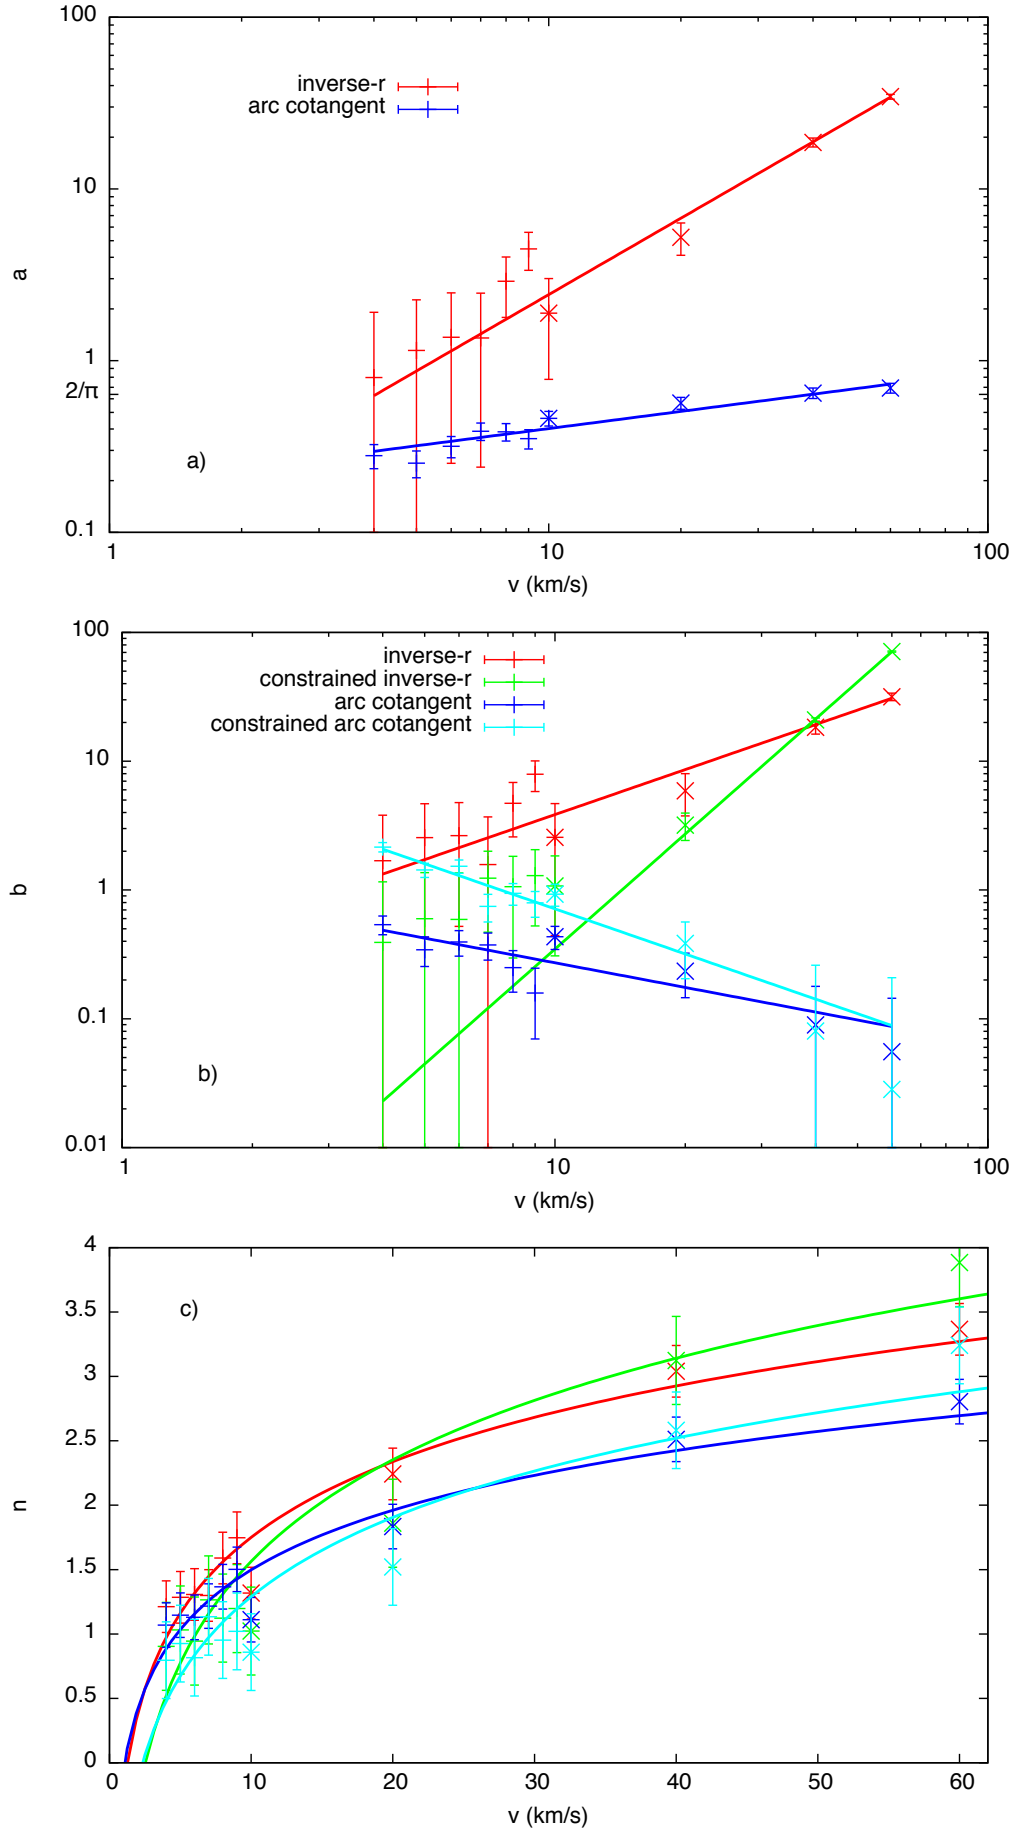 100
inverse-r
arc cotangent
10
a
1
2/π
a)
0.1
1
10
100
v (km/s)
100
inverse-r
constrained inverse-r
arc cotangent
constrained arc cotangent
10
1
b
0.1
b)
0.01
1
10
100
v (km/s)
4
3.5
c)
3
2.5
2
n
1.5
1
0.5
0
0
10
20
30
40
50
60
v (km/s)